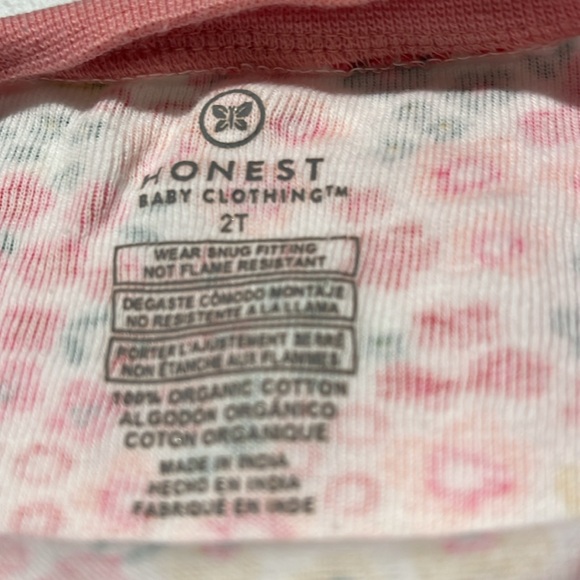 HONEST
BABY CLOTHING™
2T
WEAR SNUG FITTING
NOT FLAME RESISTANT
DEGASTE CÓMODO MONTAJE
NO RESISTENTE A LA LLAMA
PORTER L'AJUSTEMENT SERRÉ
NON ÉTANCHE AUX FLAMMES
100% ORGANIC COTTON
ALGODÓN ORGÁNICO
COTON ORGANIQUE
MADE IN INDIA
HECHO EN INDIA
FABRIQUÉ EN INDE